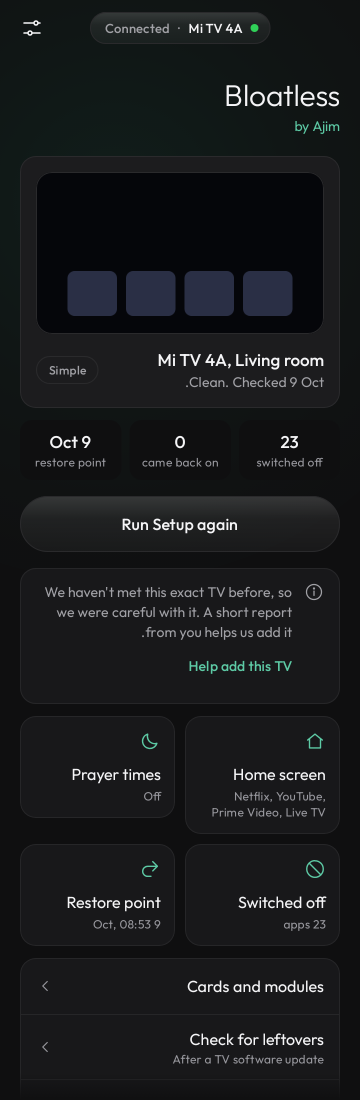 Connected · Mi TV 4A
Bloatless
by Ajim
Mi TV 4A, Living room
.Clean. Checked 9 Oct
Simple
Oct 9
restore point
0
came back on
23
switched off
Run Setup again
We haven't met this exact TV before, so
we were careful with it. A short report
.from you helps us add it
Help add this TV
Prayer times
Off
Home screen
Netflix, YouTube,
Prime Video, Live TV
Restore point
Oct, 08:53 9
Switched off
apps 23
Cards and modules
Check for leftovers
After a TV software update